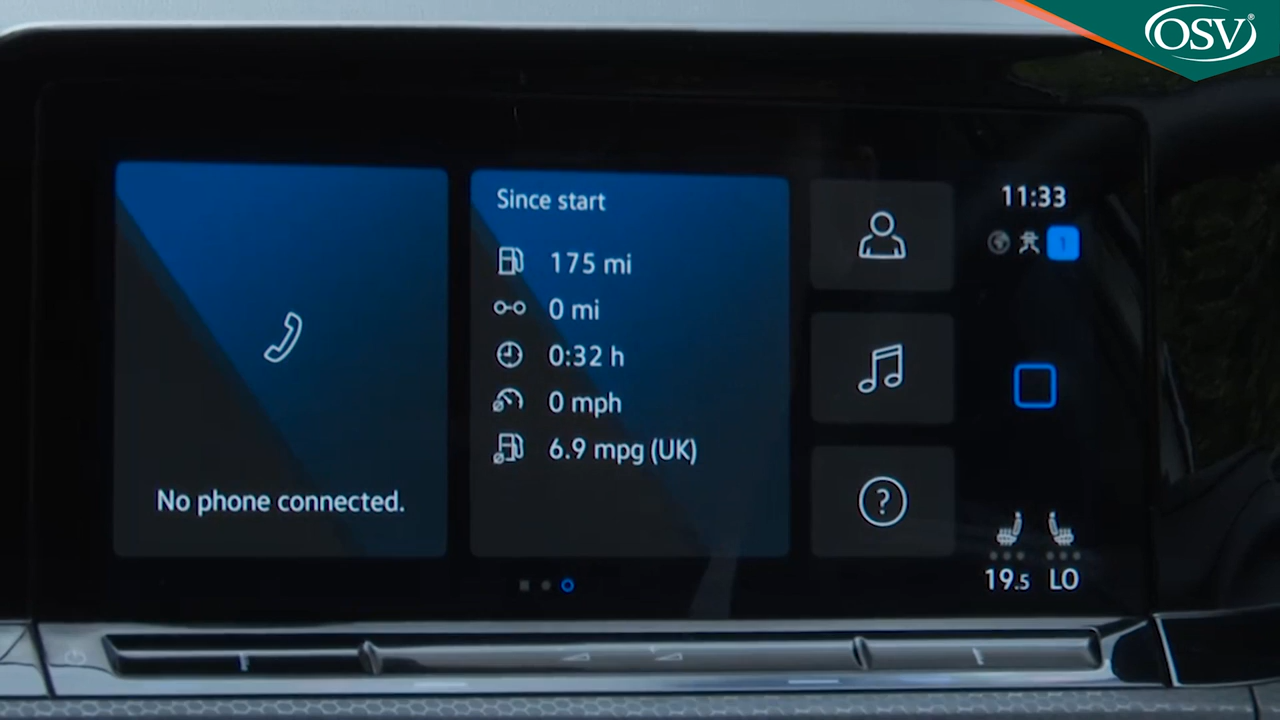 OSV®
No phone connected.
Since start
175 mi
0 mi
0:32 h
0 mph
6.9 mpg (UK)
?
11:33
1
19.5 LO